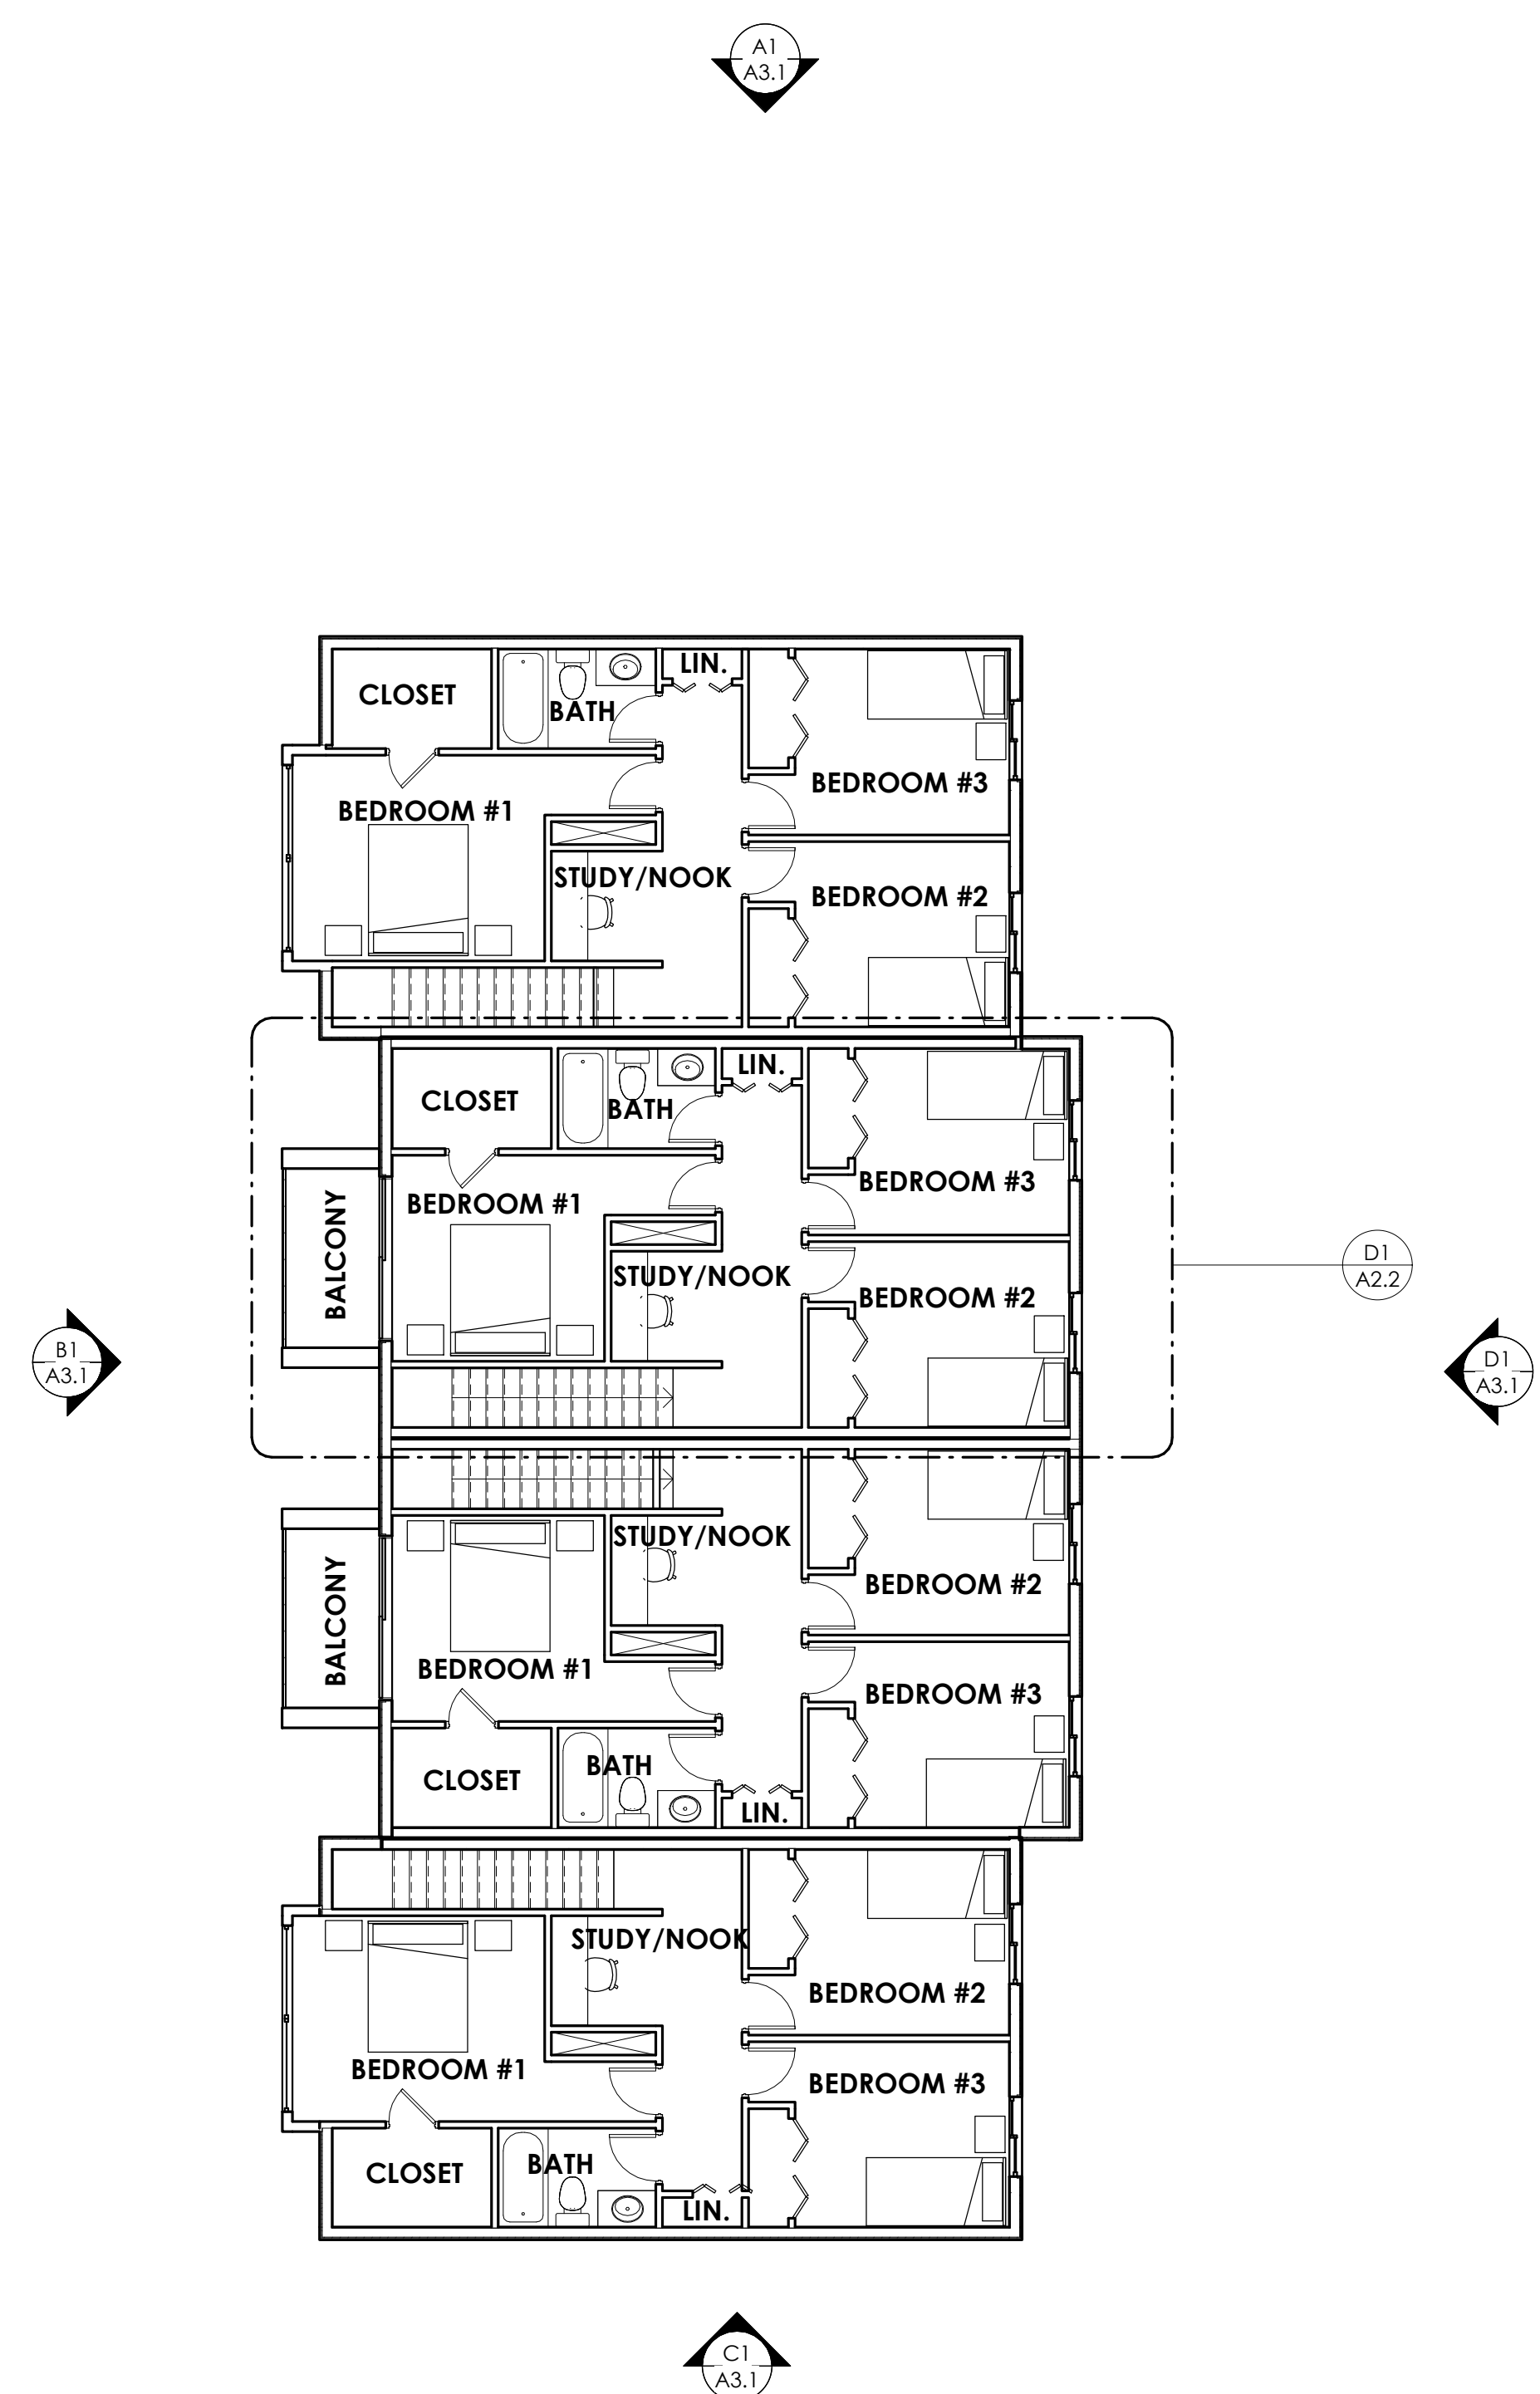 A1
A3.1
LIN.
CLOSET
BATH
BEDROOM #3
BEDROOM #1
STUDY/NOOK
BEDROOM #2
LIN.
CLOSET
BATH
BEDROOM #3
BEDROOM #1
BALCONY
STUDY/NOOK
BEDROOM #2
D1
A2.2
B1
A3.1
D1
A3.1
STUDY/NOOK
BEDROOM #2
BALCONY
BEDROOM #1
BEDROOM #3
BATH
CLOSET
LIN.
STUDY/NOOK
BEDROOM #2
BEDROOM #1
BEDROOM #3
BATH
CLOSET
LIN.
C1
A3.1